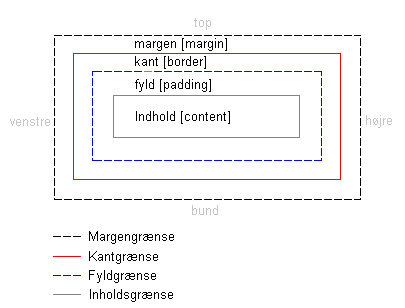 top
margen [margin]
kant [border]
fyld [padding]
Indhold [content]
venstre
højre
bund
Margengrænse
Kantgrænse
Fyldgrænse
Inholdsgrænse